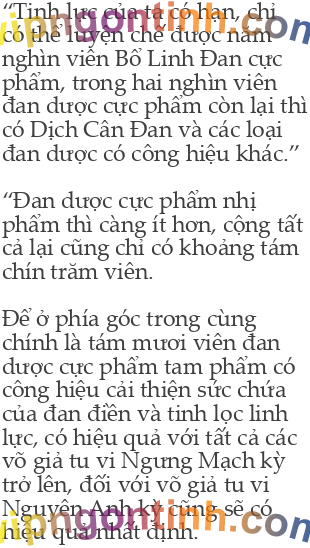 “Tinh lực của ta có hạn, chỉ
có thể luyện chế được năm
nghìn viên Bổ Linh Đan cực
phẩm, trong hai nghìn viên
đan dược cực phẩm còn lại thì
có Dịch Cân Đan và các loại
đan dược có công hiệu khác.”
“Đan dược cực phẩm nhị
phẩm thì càng ít hơn, cộng tất
cả lại cũng chỉ có khoảng tám
chín trăm viên.
Để ở phía góc trong cùng
chính là tám mươi viên đan
dược cực phẩm tam phẩm có
công hiệu cải thiện sức chứa
của đan điền và tinh lọc linh
lực, có hiệu quả với tất cả các
võ giả tu vi Ngưng Mạch kỳ
trở lên, đối với võ giả tu vi
Nguyên Anh kỳ cũng sẽ có
hiệu quả nhất định.
vipngontinh.com
vipngontinh.com